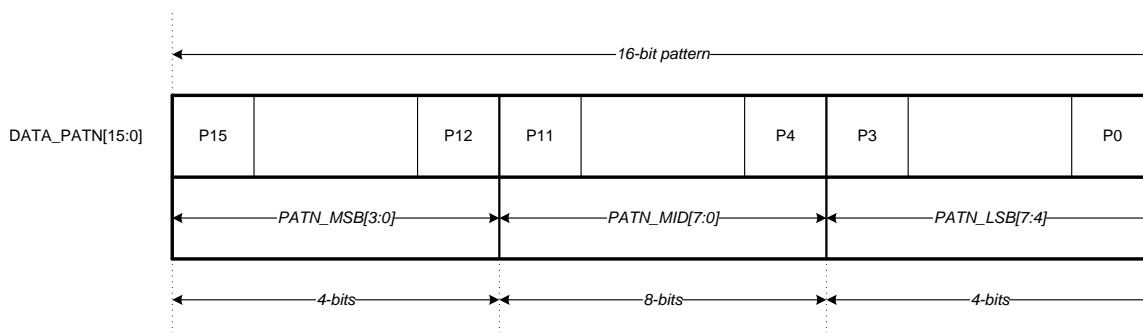 16-bit pattern
DATA_PATN[15:0] P15 P12 P11 P4 P3 P0
PATN_MSB[3:0] PATN_MID[7:0] PATN_LSB[7:4]
4-bits 8-bits 4-bits